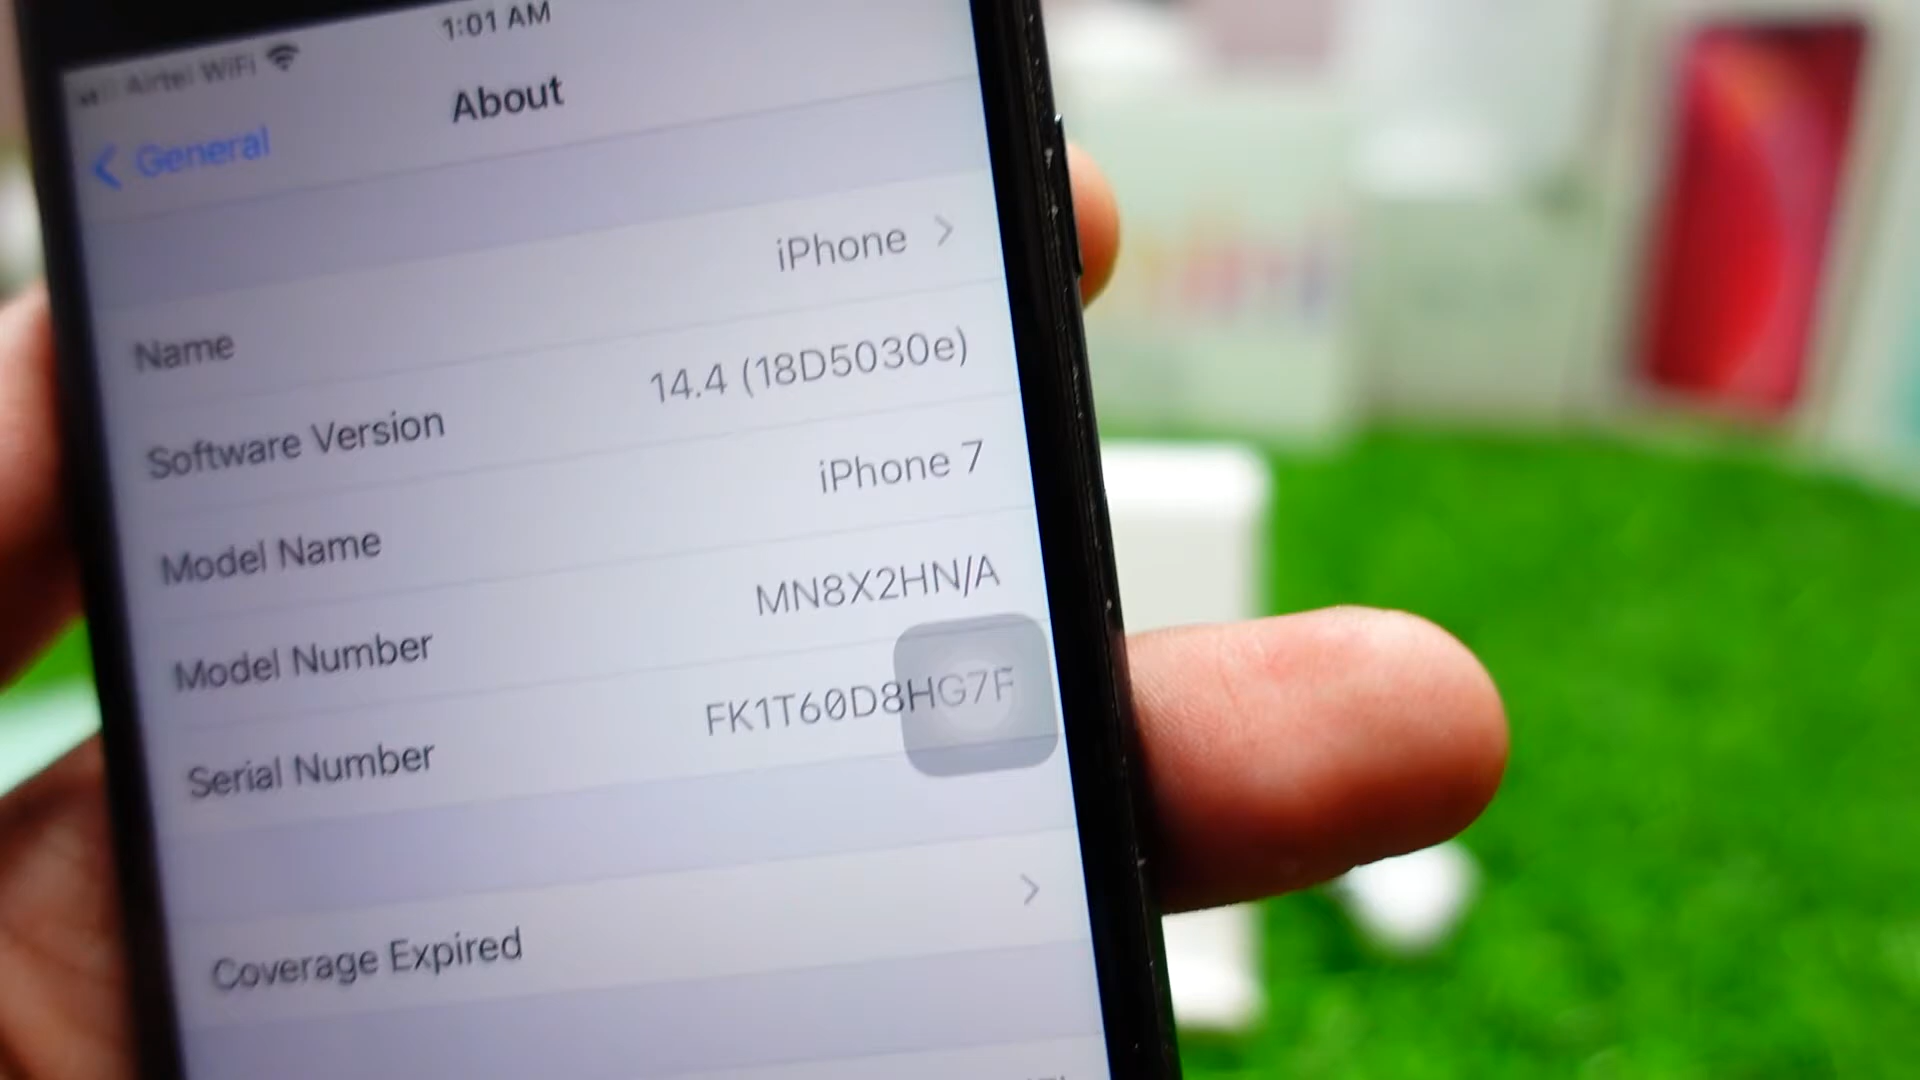 1:01 AM
Airtel WiFi
General
About
Name
iPhone
Software Version
14.4 (18D5030e)
Model Name
iPhone 7
Model Number
MN8X2HN/A
Serial Number
FK1T60D8HG7F
Coverage Expired